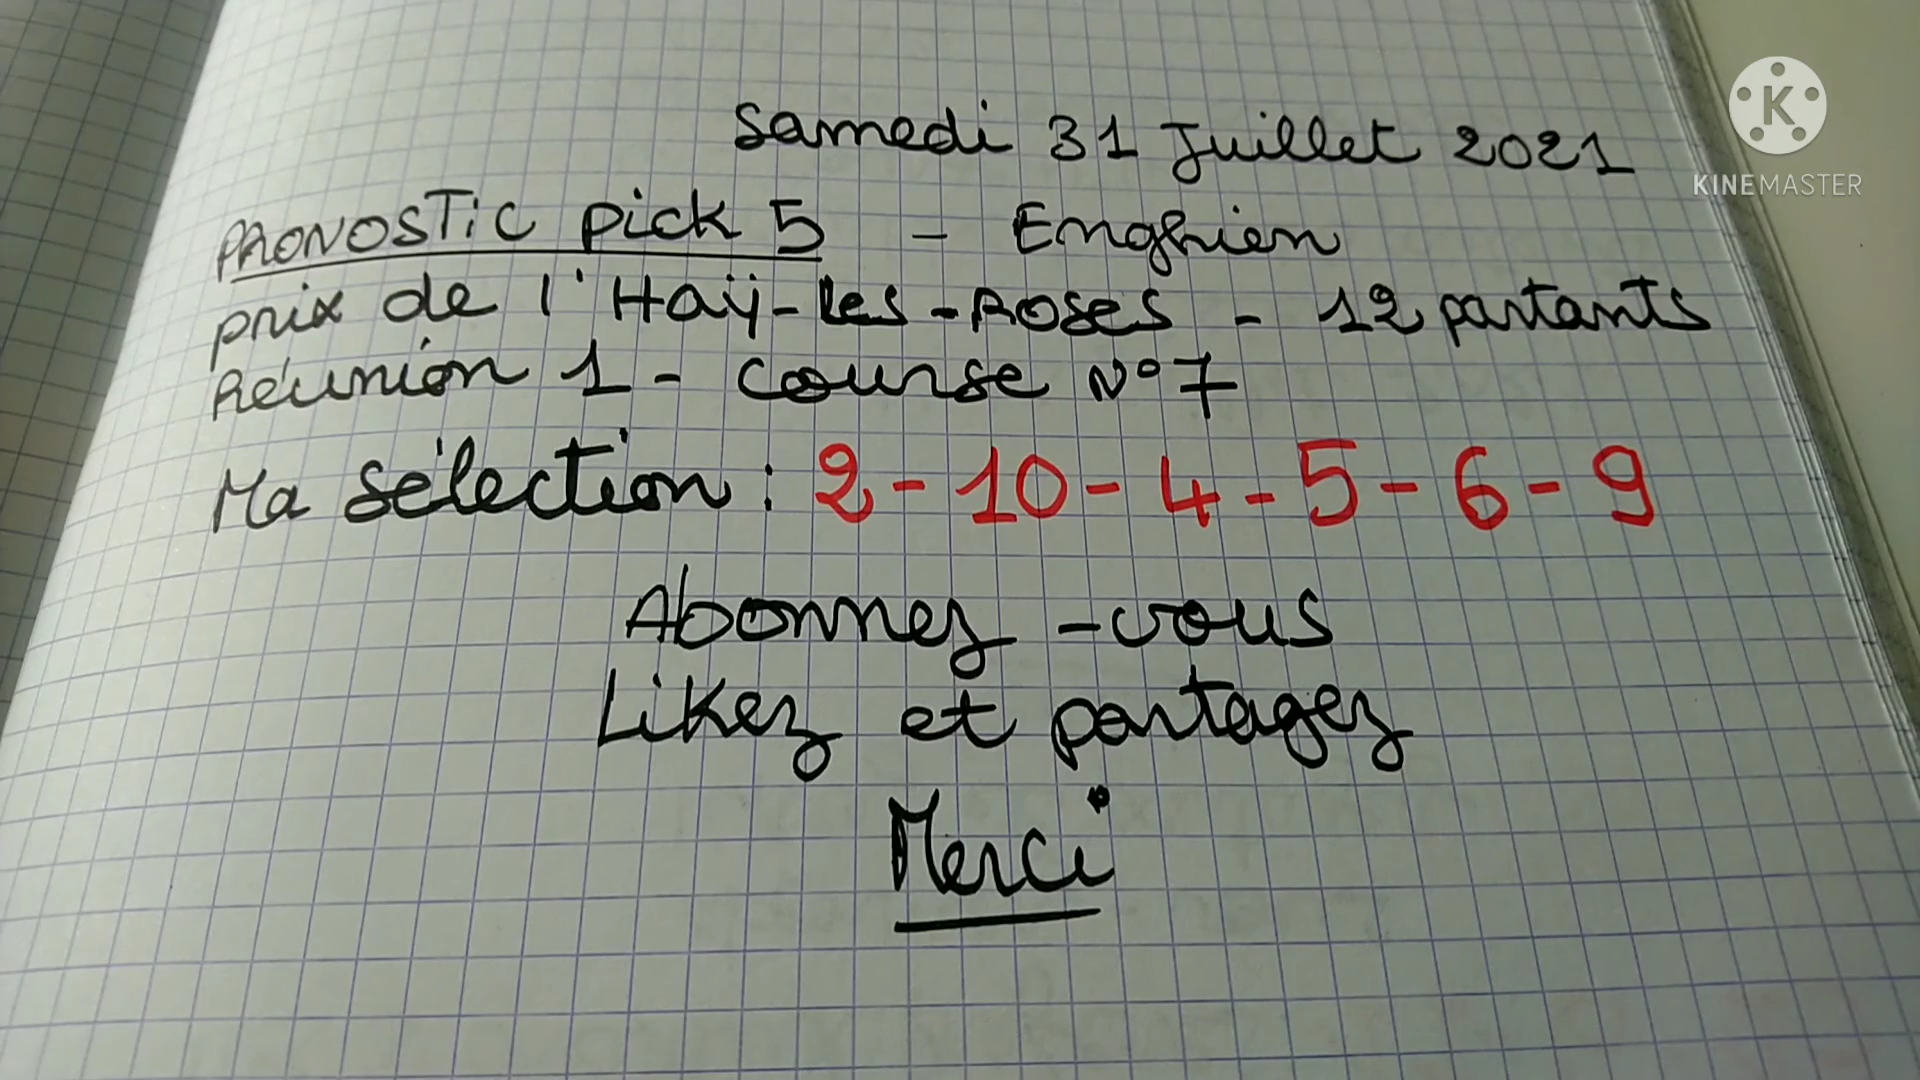 Samedi 31 Juillet 2021
KINEMASTER
PRONOSTIC Pick 5 - Enghien
prix de l'Haÿ-Les-Roses - 12 partants
Réunion 1 - Course N°7
Ma sélection : 2 - 10 - 4 - 5 - 6 - 9
Abonnez-vous
Likez et partagez
Merci